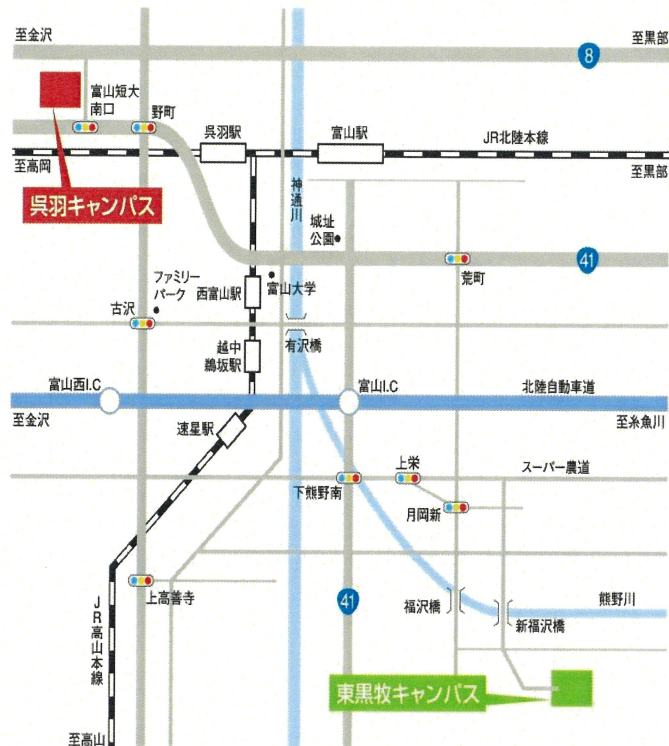 至金沢
至黒部
8
富山短大
南口
野町
呉羽駅
富山駅
JR北陸本線
至高岡
至黒部
呉羽キャンパス
神通川
城址
公園
41
荒町
ファミリー
パーク
西富山駅
富山大学
古沢
越中
鵜坂駅
有沢橋
富山西I.C
富山I.C
北陸自動車道
至金沢
至糸魚川
速星駅
上栄
スーパー農道
下熊野南
月岡新
上高善寺
41
福沢橋
熊野川
新福沢橋
JR高山本線
東黒牧キャンパス
至高山